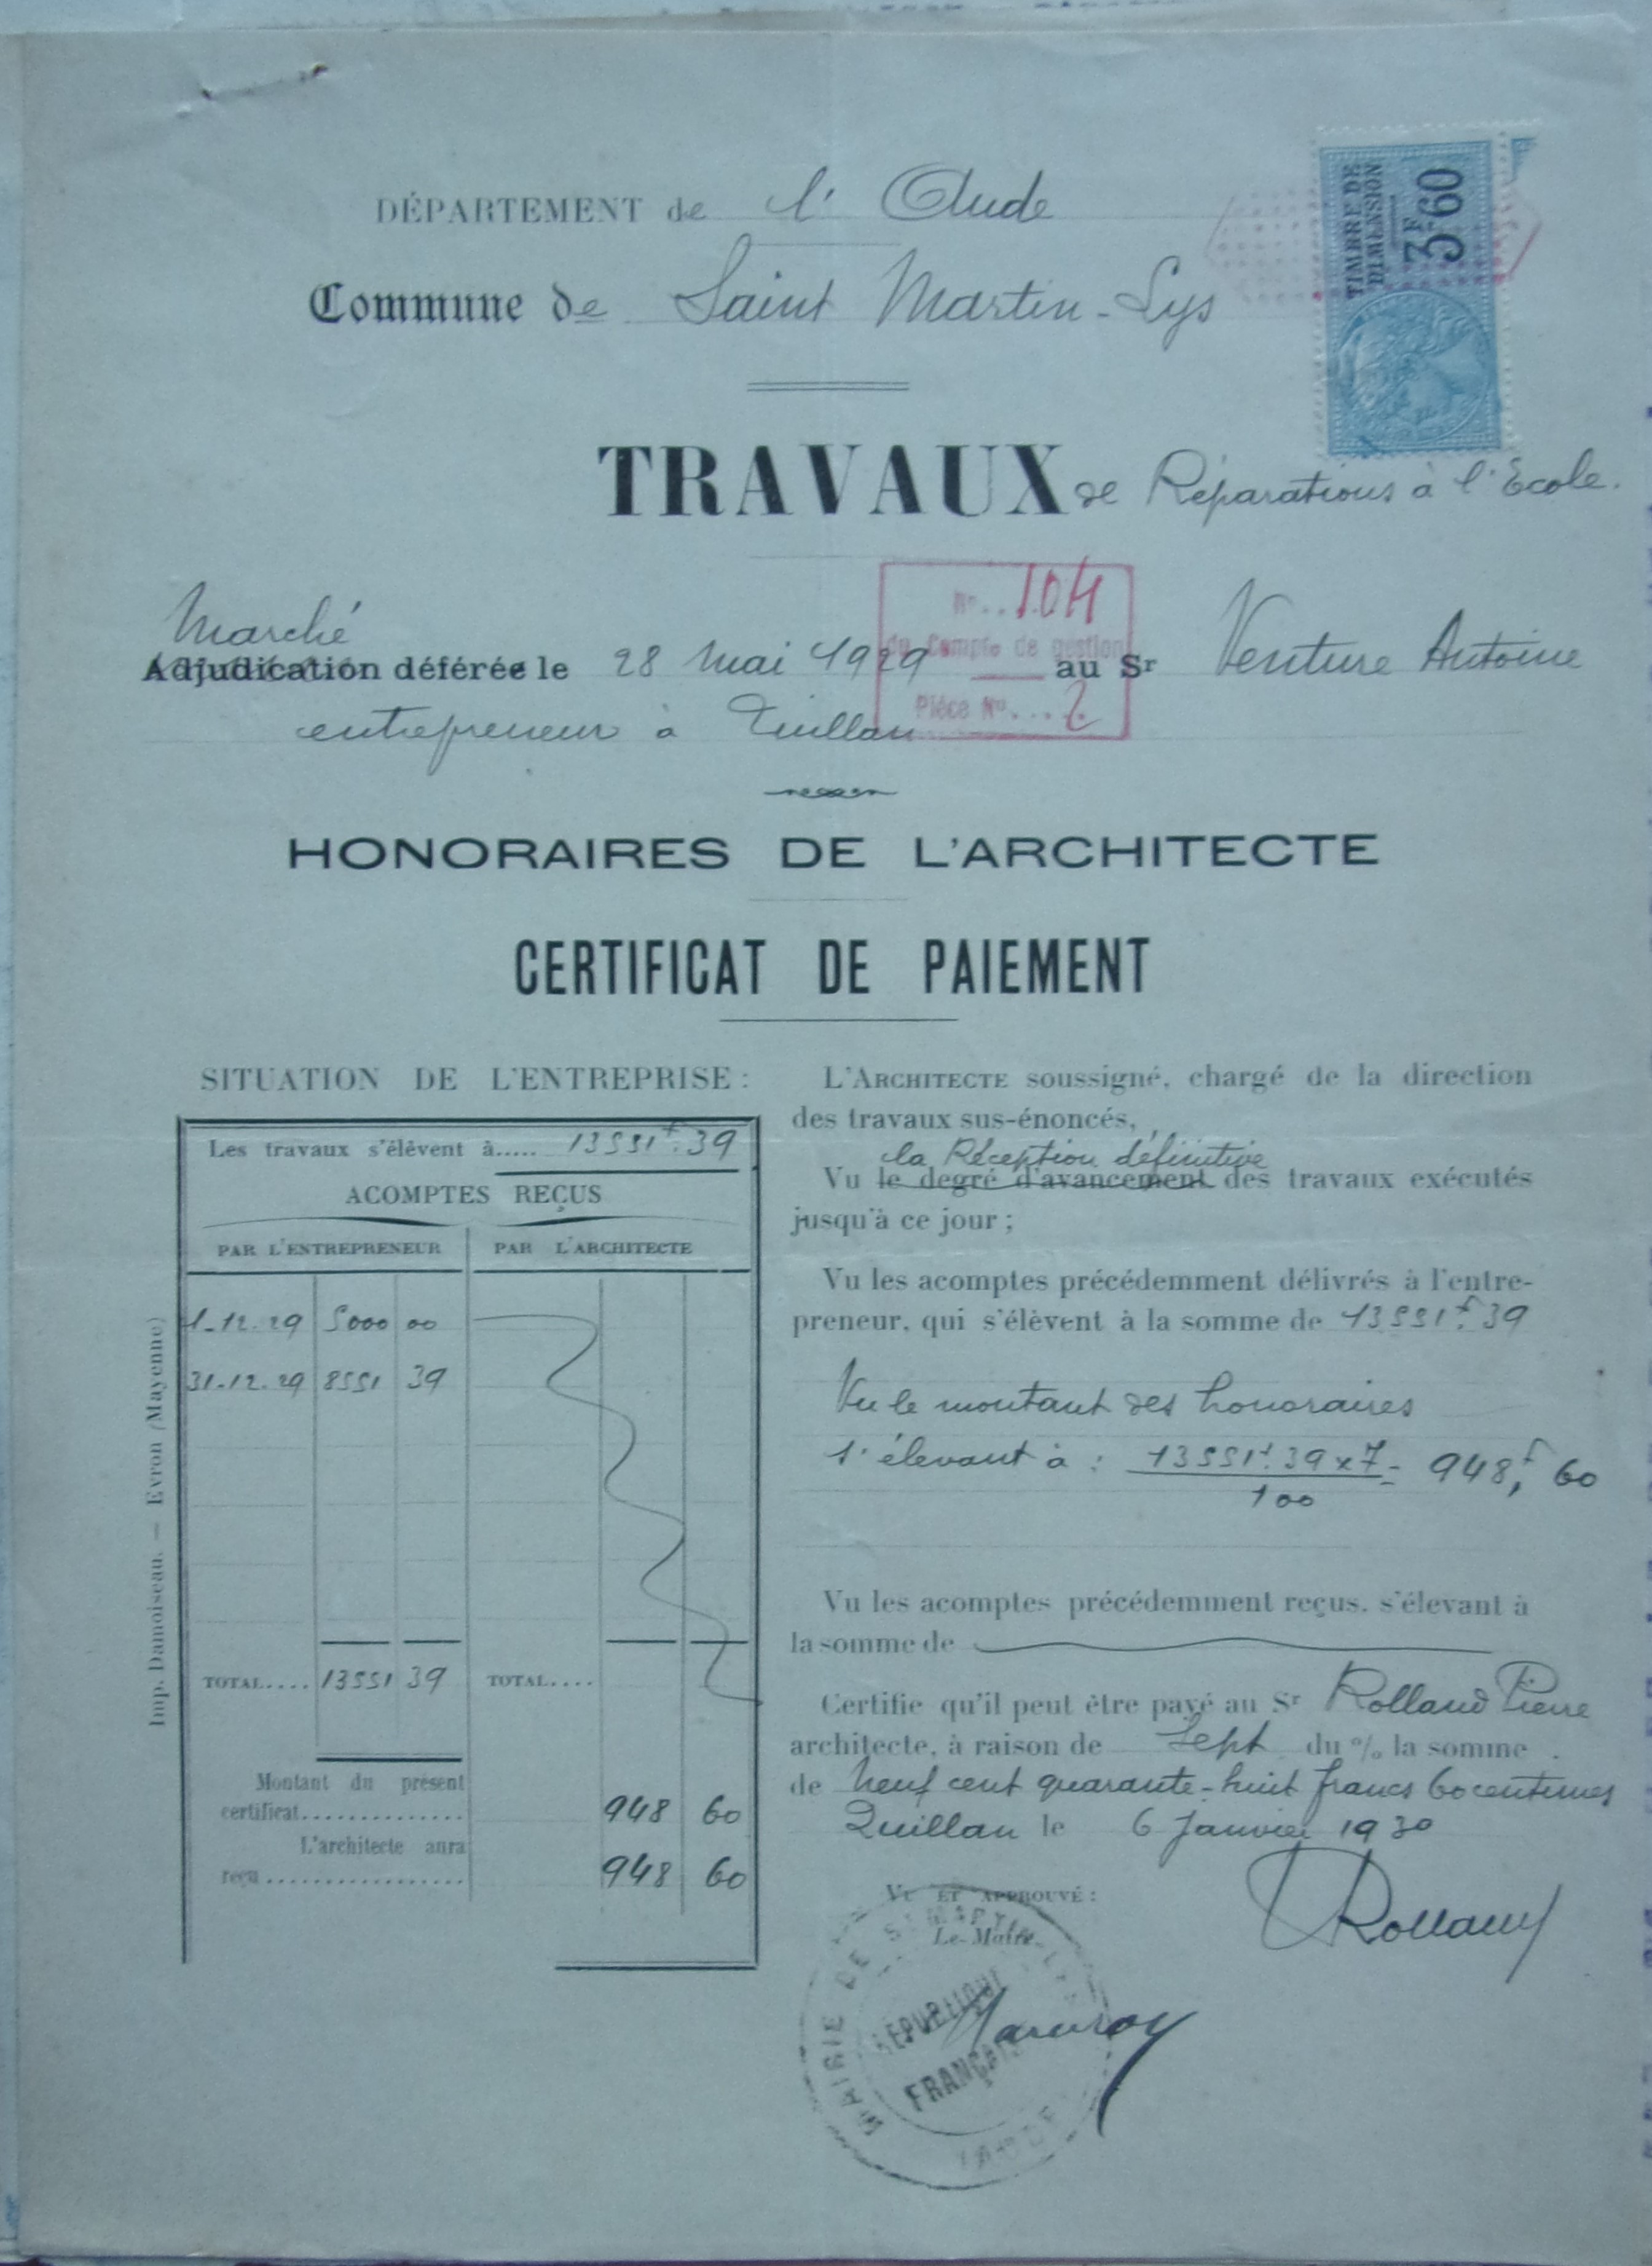 DÉPARTEMENT de l'Aude
Commune de Saint Martin-Lys
TIMBRE DE
DIMENSION
3F60
TRAVAUX de Réparations à l'Ecole.
N°.. 104
du Compte de gestion
Pièce N°.... 2
Marché
Adjudication déférée le 28 Mai 1929 au Sr Venture Antoine
entrepreneur à Quillan
HONORAIRES DE L'ARCHITECTE
CERTIFICAT DE PAIEMENT
SITUATION DE L'ENTREPRISE :
Les travaux s'élèvent à..... 13551f.39
ACOMPTES REÇUS
PAR L'ENTREPRENEUR PAR L'ARCHITECTE
1-12.29 5000 00
31-12.29 8551 39
TOTAL.... 13551 39 TOTAL....
Montant du présent
certificat.............. 948 60
L'architecte aura
reçu................. 948 60
Imp. Damoiseau. — Evron (Mayenne)
L'ARCHITECTE soussigné, chargé de la direction
des travaux sus-énoncés,
la Réception définitive
Vu le degré d'avancement des travaux exécutés
jusqu'à ce jour ;
Vu les acomptes précédemment délivrés à l'entre-
preneur, qui s'élèvent à la somme de 13551f.39
Vu le montant des honoraires
s'élevant à : 13551f.39 x 7 = 948f,60
100
Vu les acomptes précédemment reçus, s'élevant à
la somme de
Certifie qu'il peut être payé au Sr Rolland Pierre
architecte, à raison de Sept du % la somme
de neuf cent quarante-huit francs 60 centimes
Quillan le 6 Janvier 1930
VU ET APPROUVÉ :
Le Maire,
Rolland
MAIRIE DE ST MARTIN-LYS
RÉPUBLIQUE
FRANÇAISE
(AUDE)